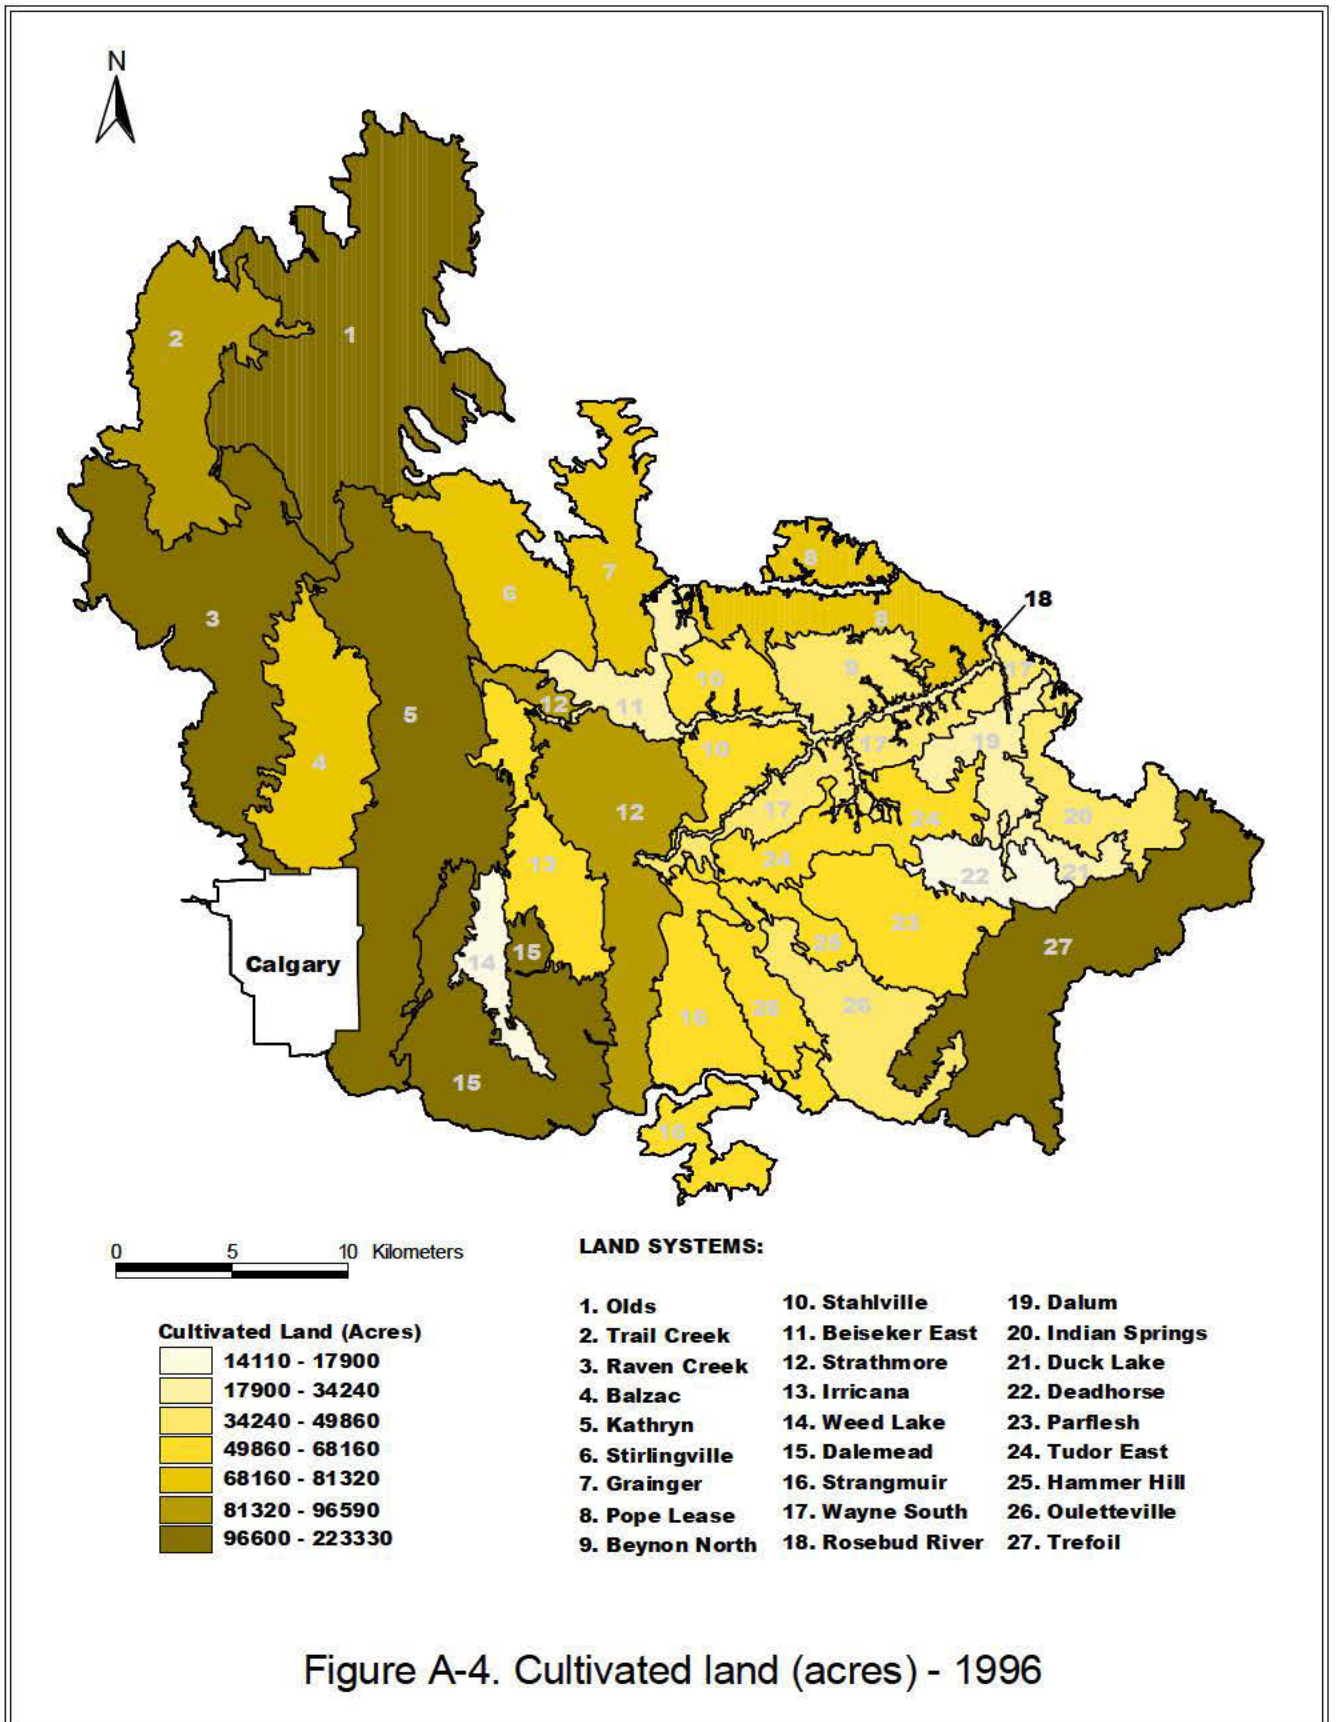 N
1
2
8
18
7
6
8
3
17
9
10
12
11
5
19
17
10
4
17
12
20
24
24
13
21
22
23
25
27
15
Calgary
14
26
26
16
15
16
0 5 10 Kilometers
LAND SYSTEMS:
Cultivated Land (Acres)
14110 - 17900
17900 - 34240
34240 - 49860
49860 - 68160
68160 - 81320
81320 - 96590
96600 - 223330
1. Olds
2. Trail Creek
3. Raven Creek
4. Balzac
5. Kathryn
6. Stirlingville
7. Grainger
8. Pope Lease
9. Beynon North
10. Stahlville
11. Beiseker East
12. Strathmore
13. Irricana
14. Weed Lake
15. Dalemead
16. Strangmuir
17. Wayne South
18. Rosebud River
19. Dalum
20. Indian Springs
21. Duck Lake
22. Deadhorse
23. Parflesh
24. Tudor East
25. Hammer Hill
26. Ouletteville
27. Trefoil
Figure A-4. Cultivated land (acres) - 1996